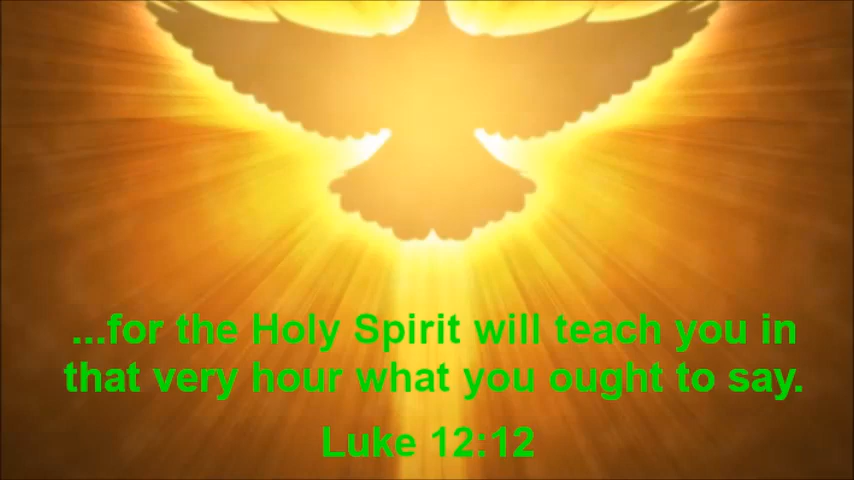 ...for the Holy Spirit will teach you in
that very hour what you ought to say.
Luke 12:12